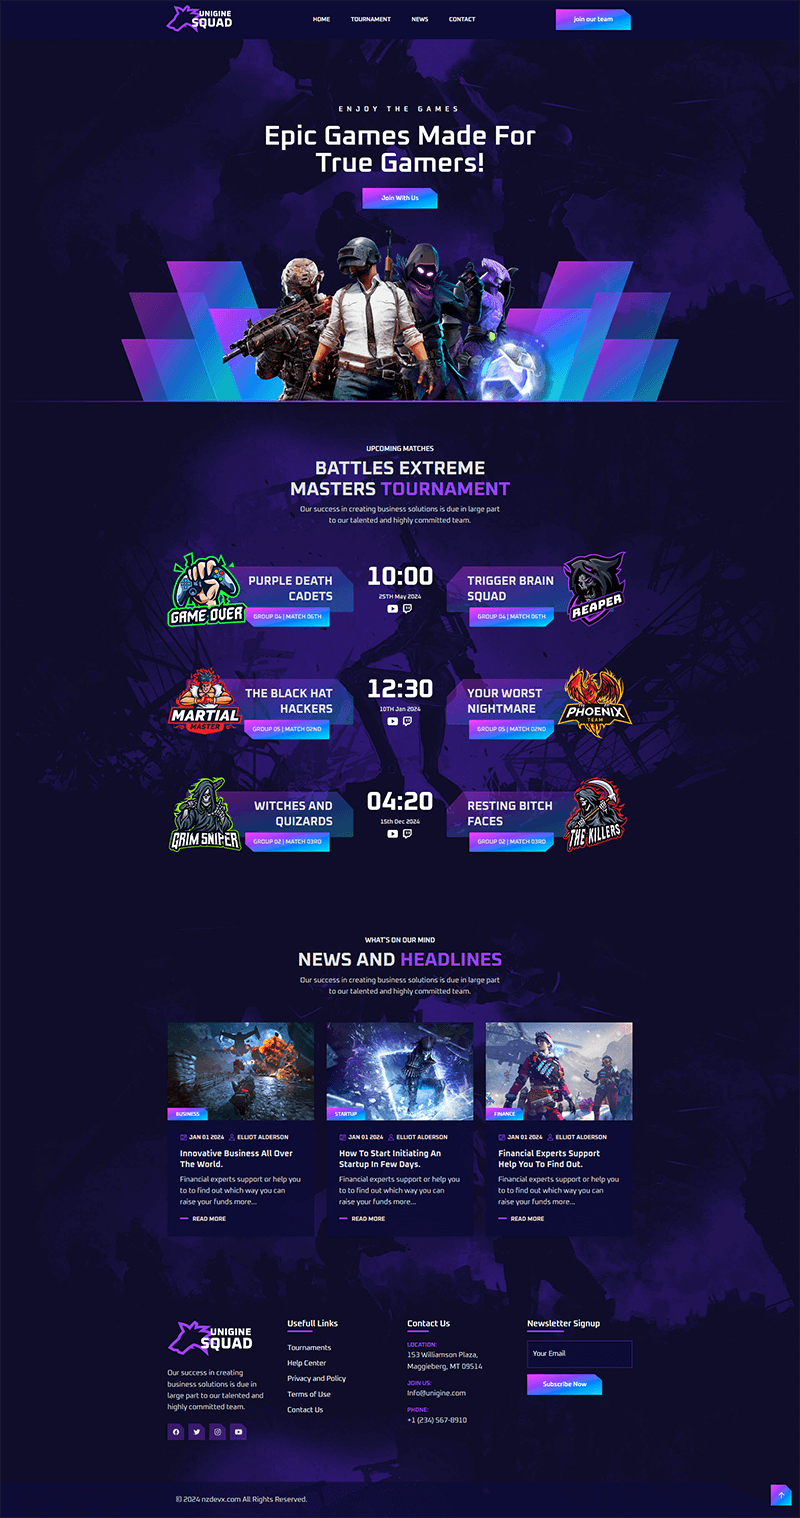 UNIGINE
SQUAD
HOME TOURNAMENT NEWS CONTACT
join our team
ENJOY THE GAMES
Epic Games Made For
True Gamers!
Join With Us
UPCOMING MATCHES
BATTLES EXTREME
MASTERS TOURNAMENT
Our success in creating business solutions is due in large part
to our talented and highly committed team.
GAME OVER
PURPLE DEATH
CADETS
GROUP 04 | MATCH 06TH
10:00
25TH May 2024
TRIGGER BRAIN
SQUAD
GROUP 04 | MATCH 06TH
REAPER
MARTIAL
MASTER
THE BLACK HAT
HACKERS
GROUP 05 | MATCH 02ND
12:30
10TH Jan 2024
YOUR WORST
NIGHTMARE
GROUP 05 | MATCH 02ND
PHOENIX
TEAM
GRIM SNIPER
WITCHES AND
QUIZARDS
GROUP 02 | MATCH 03RD
04:20
15th Dec 2024
RESTING BITCH
FACES
GROUP 02 | MATCH 03RD
THE KILLERS
WHAT'S ON OUR MIND
NEWS AND HEADLINES
Our success in creating business solutions is due in large part
to our talented and highly committed team.
BUSINESS
JAN 01 2024 ELLIOT ALDERSON
Innovative Business All Over
The World.
Financial experts support or help you
to to find out which way you can
raise your funds more...
READ MORE
STARTUP
JAN 01 2024 ELLIOT ALDERSON
How To Start Initiating An
Startup In Few Days.
Financial experts support or help you
to to find out which way you can
raise your funds more...
READ MORE
FINANCE
JAN 01 2024 ELLIOT ALDERSON
Financial Experts Support
Help You To Find Out.
Financial experts support or help you
to to find out which way you can
raise your funds more...
READ MORE
UNIGINE
SQUAD
Our success in creating
business solutions is due in
large part to our talented and
highly committed team.
Usefull Links
Tournaments
Help Center
Privacy and Policy
Terms of Use
Contact Us
Contact Us
LOCATION:
153 Williamson Plaza,
Maggieberg, MT 09514
JOIN US:
Info@unigine.com
PHONE:
+1 (234) 567-8910
Newsletter Signup
Your Email
Subscribe Now
© 2024 nzdevx.com All Rights Reserved.